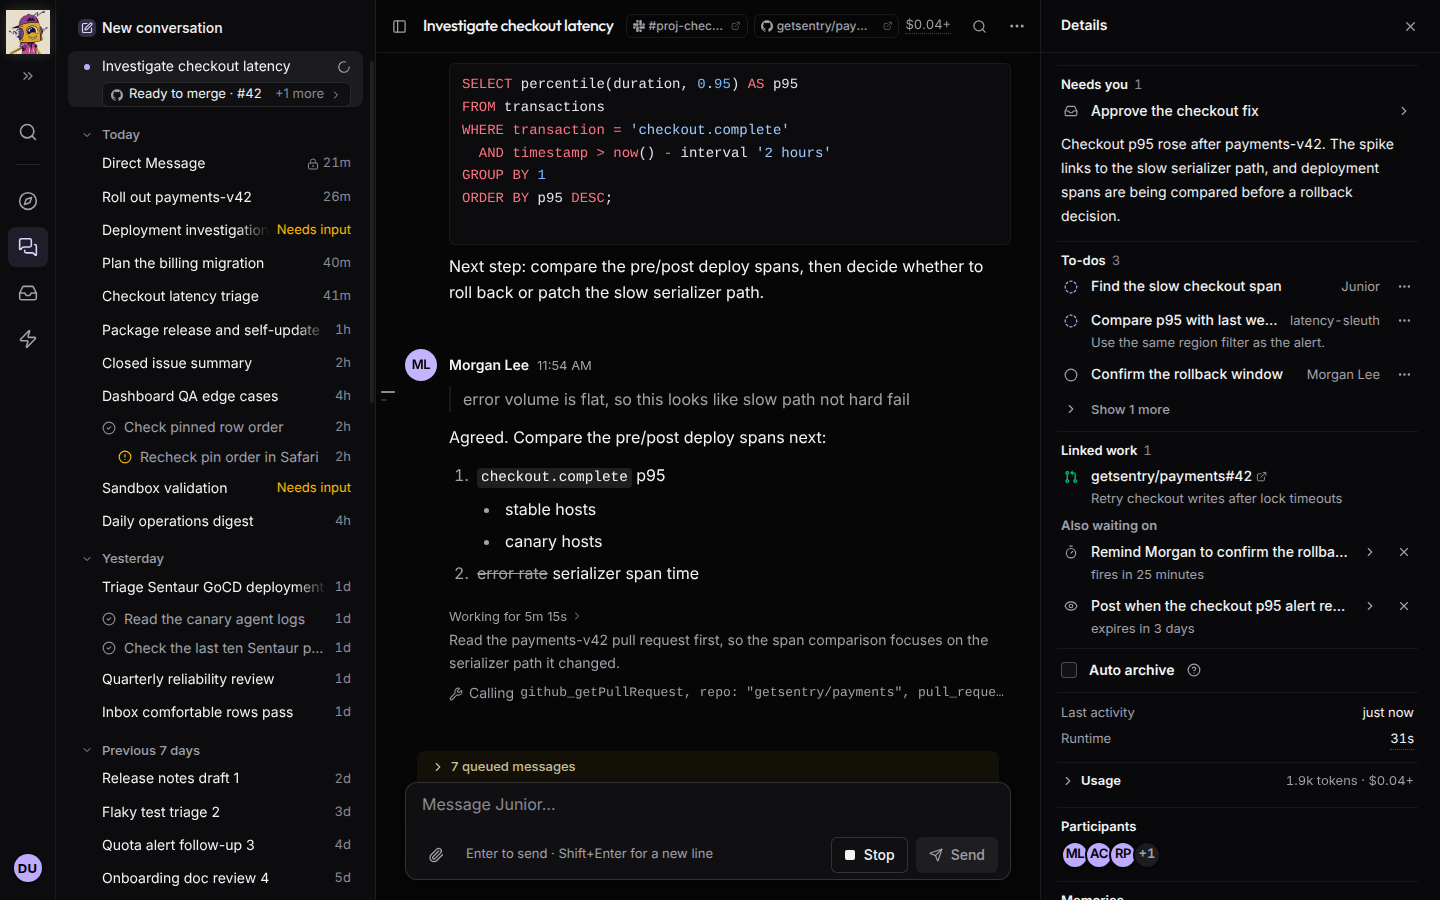 New conversation
Investigate checkout latency
Ready to merge · #42 +1 more
Today
Direct Message 21m
Roll out payments-v42 26m
Deployment investigation Needs input
Plan the billing migration 40m
Checkout latency triage 41m
Package release and self-update 1h
Closed issue summary 2h
Dashboard QA edge cases 4h
Check pinned row order 2h
Recheck pin order in Safari 2h
Sandbox validation Needs input
Daily operations digest 4h
Yesterday
Triage Sentaur GoCD deployment 1d
Read the canary agent logs 1d
Check the last ten Sentaur p... 1d
Quarterly reliability review 1d
Inbox comfortable rows pass 1d
Previous 7 days
Release notes draft 1 2d
Flaky test triage 2 3d
Quota alert follow-up 3 4d
Onboarding doc review 4 5d
DU
Investigate checkout latency #proj-chec... getsentry/pay... $0.04+
SELECT percentile(duration, 0.95) AS p95
FROM transactions
WHERE transaction = 'checkout.complete'
AND timestamp > now() - interval '2 hours'
GROUP BY 1
ORDER BY p95 DESC;
Next step: compare the pre/post deploy spans, then decide whether to
roll back or patch the slow serializer path.
ML Morgan Lee 11:54 AM
error volume is flat, so this looks like slow path not hard fail
Agreed. Compare the pre/post deploy spans next:
1. checkout.complete p95
• stable hosts
• canary hosts
2. error rate serializer span time
Working for 5m 15s
Read the payments-v42 pull request first, so the span comparison focuses on the
serializer path it changed.
Calling github_getPullRequest, repo: "getsentry/payments", pull_reque...
7 queued messages
Message Junior...
Enter to send · Shift+Enter for a new line
Stop
Send
Details
Needs you 1
Approve the checkout fix
Checkout p95 rose after payments-v42. The spike
links to the slow serializer path, and deployment
spans are being compared before a rollback
decision.
To-dos 3
Find the slow checkout span Junior
Compare p95 with last we... latency-sleuth
Use the same region filter as the alert.
Confirm the rollback window Morgan Lee
Show 1 more
Linked work 1
getsentry/payments#42
Retry checkout writes after lock timeouts
Also waiting on
Remind Morgan to confirm the rollba...
fires in 25 minutes
Post when the checkout p95 alert re...
expires in 3 days
Auto archive
Last activity just now
Runtime 31s
Usage 1.9k tokens · $0.04+
Participants
ML AC RP +1
Memories